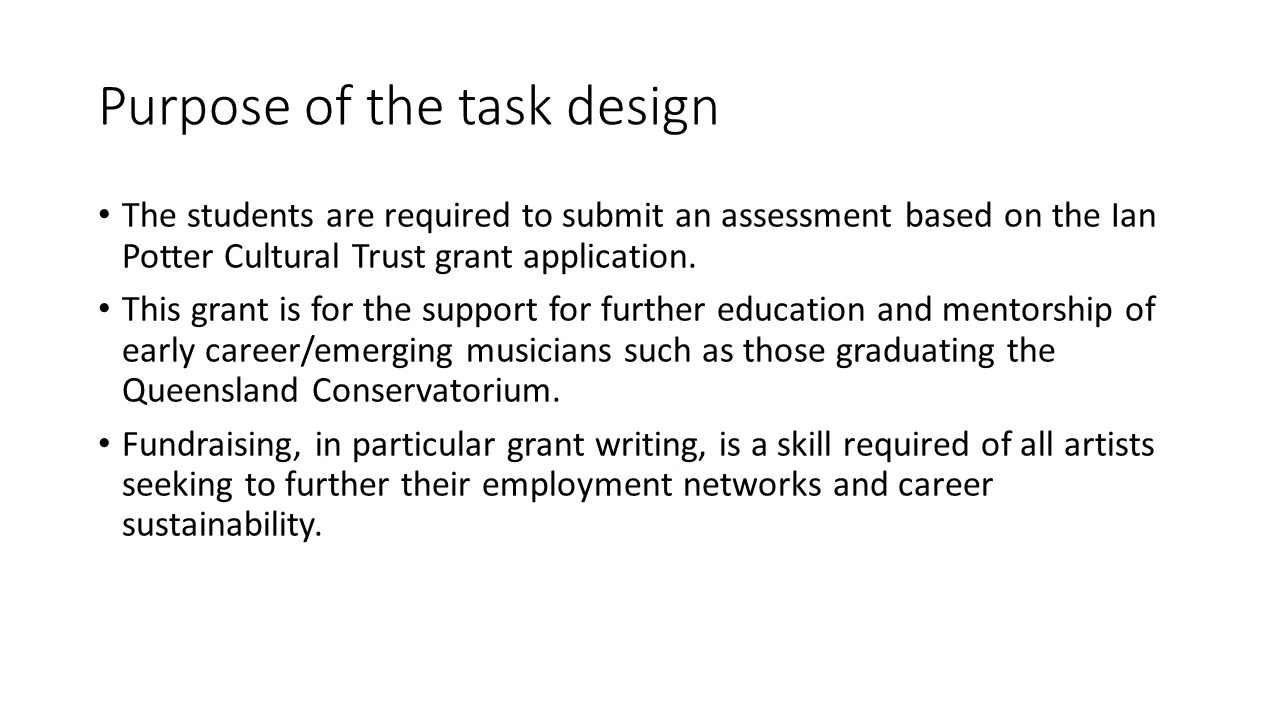 Purpose of the task design
• The students are required to submit an assessment based on the Ian
Potter Cultural Trust grant application.
• This grant is for the support for further education and mentorship of
early career/emerging musicians such as those graduating the
Queensland Conservatorium.
• Fundraising, in particular grant writing, is a skill required of all artists
seeking to further their employment networks and career
sustainability.